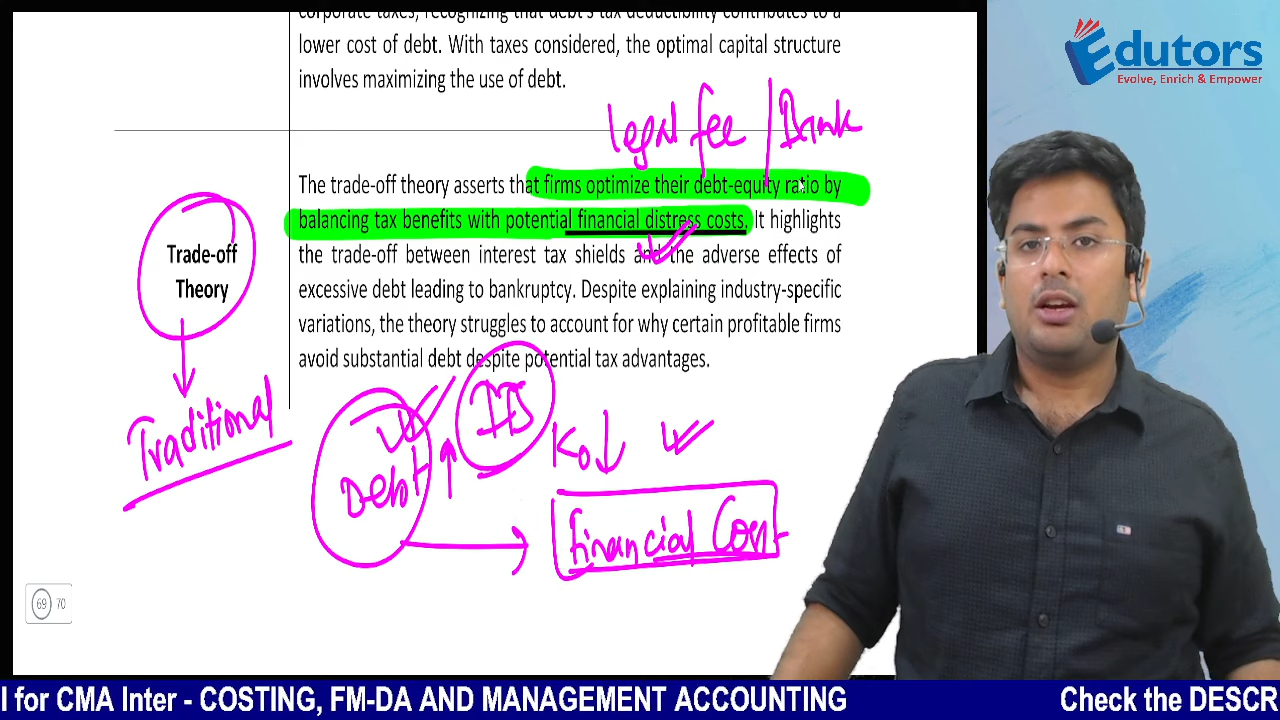 corporate taxes, recognizing that debt's tax deductibility contributes to a
lower cost of debt. With taxes considered, the optimal capital structure
involves maximizing the use of debt.
Edutors
Evolve, Enrich & Empower
legal fee / Bank
The trade-off theory asserts that firms optimize their debt-equity ratio by
balancing tax benefits with potential financial distress costs. It highlights
the trade-off between interest tax shields and the adverse effects of
excessive debt leading to bankruptcy. Despite explaining industry-specific
variations, the theory struggles to account for why certain profitable firms
avoid substantial debt despite potential tax advantages.
Trade-off
Theory
Traditional
Debt ↑
Ko ↓
Financial Cost
69 70
l for CMA Inter - COSTING, FM-DA AND MANAGEMENT ACCOUNTING
Check the DESCR